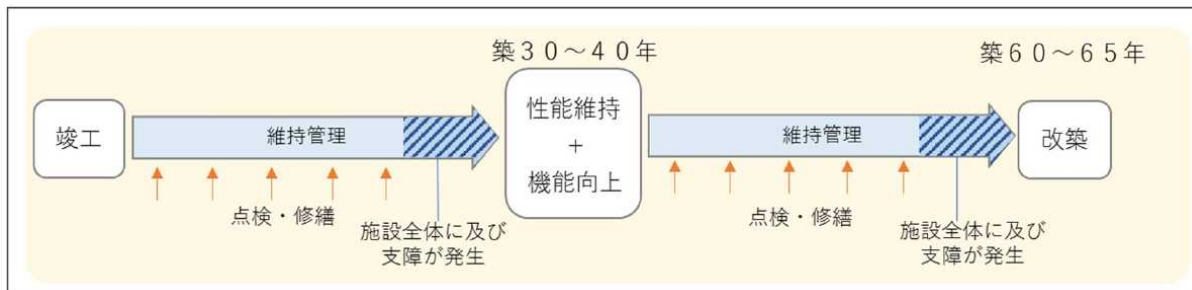 築３０～４０年
築６０～６５年
竣工
維持管理
点検・修繕
施設全体に及び
支障が発生
性能維持
+
機能向上
維持管理
点検・修繕
施設全体に及び
支障が発生
改築